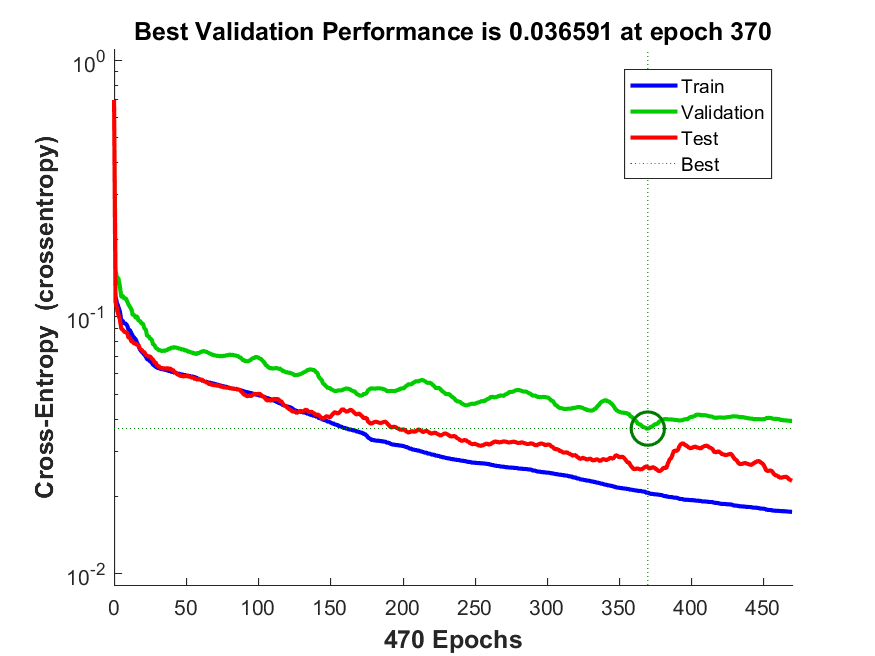 Best Validation Performance is 0.036591 at epoch 370
Cross-Entropy (crossentropy)
10^0
10^-1
10^-2
Train
Validation
Test
Best
0 50 100 150 200 250 300 350 400 450
470 Epochs